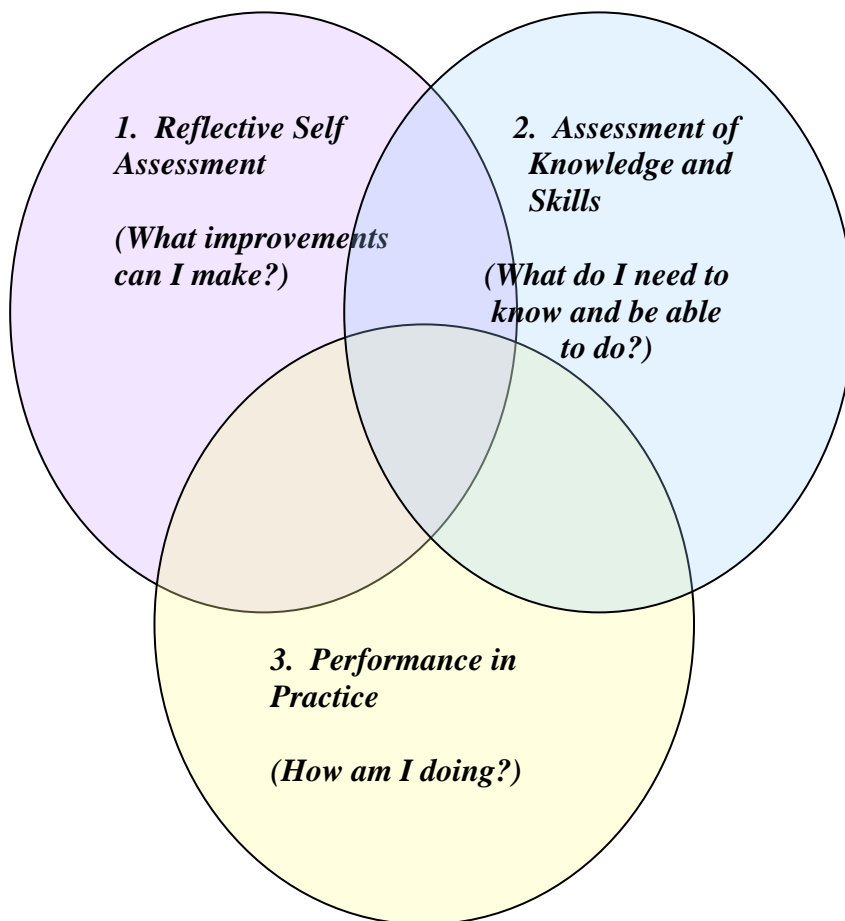 1. Reflective Self
Assessment
(What improvements
can I make?)
2. Assessment of
Knowledge and
Skills
(What do I need to
know and be able
to do?)
3. Performance in
Practice
(How am I doing?)